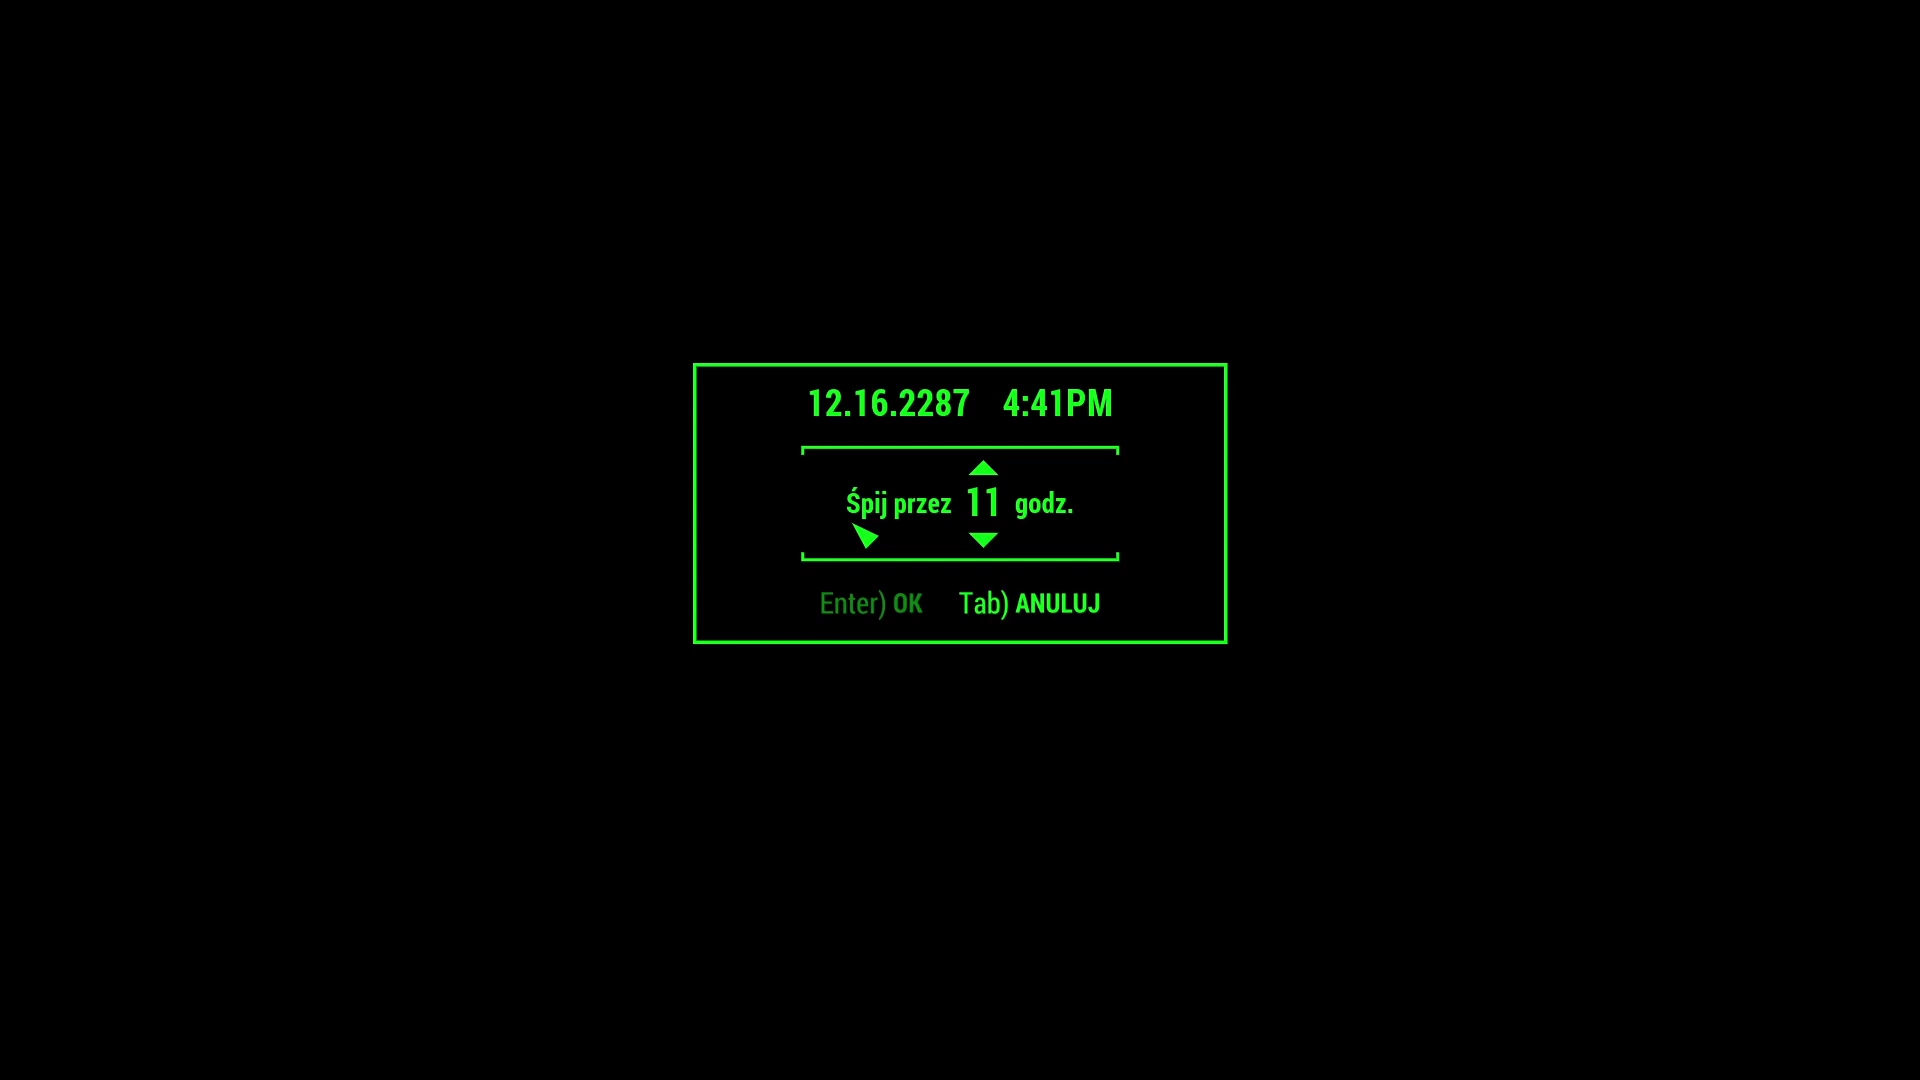 12.16.2287 4:41PM
Śpij przez 11 godz.
Enter) OK Tab) ANULUJ